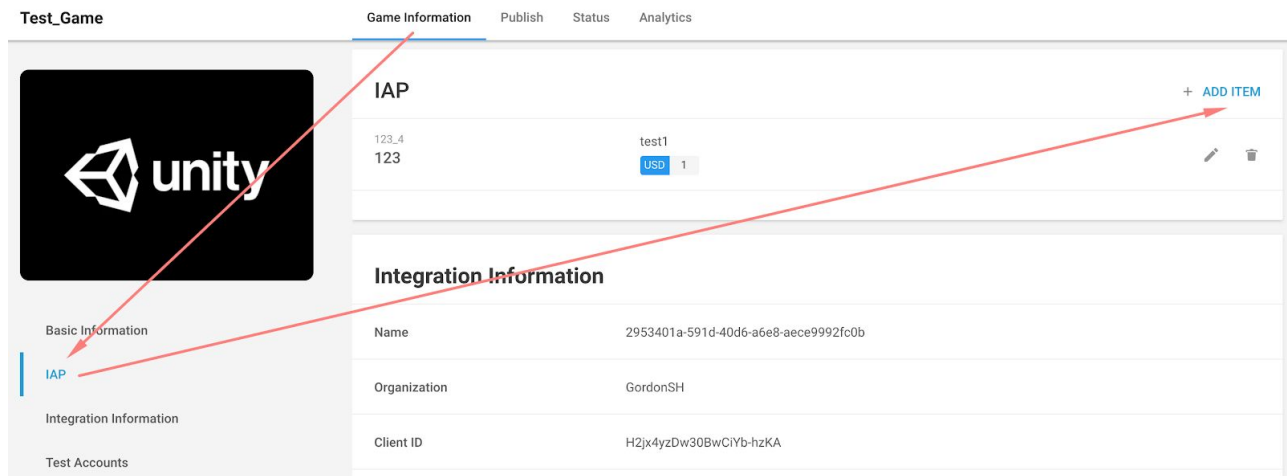 Test_Game
Game Information Publish Status Analytics
unity
Basic Information
IAP
Integration Information
Test Accounts
IAP
+ ADD ITEM
123_4
123
test1
USD 1
Integration Information
Name 2953401a-591d-40d6-a6e8-aece9992fc0b
Organization GordonSH
Client ID H2jx4yzDw30BwCiYb-hzKA